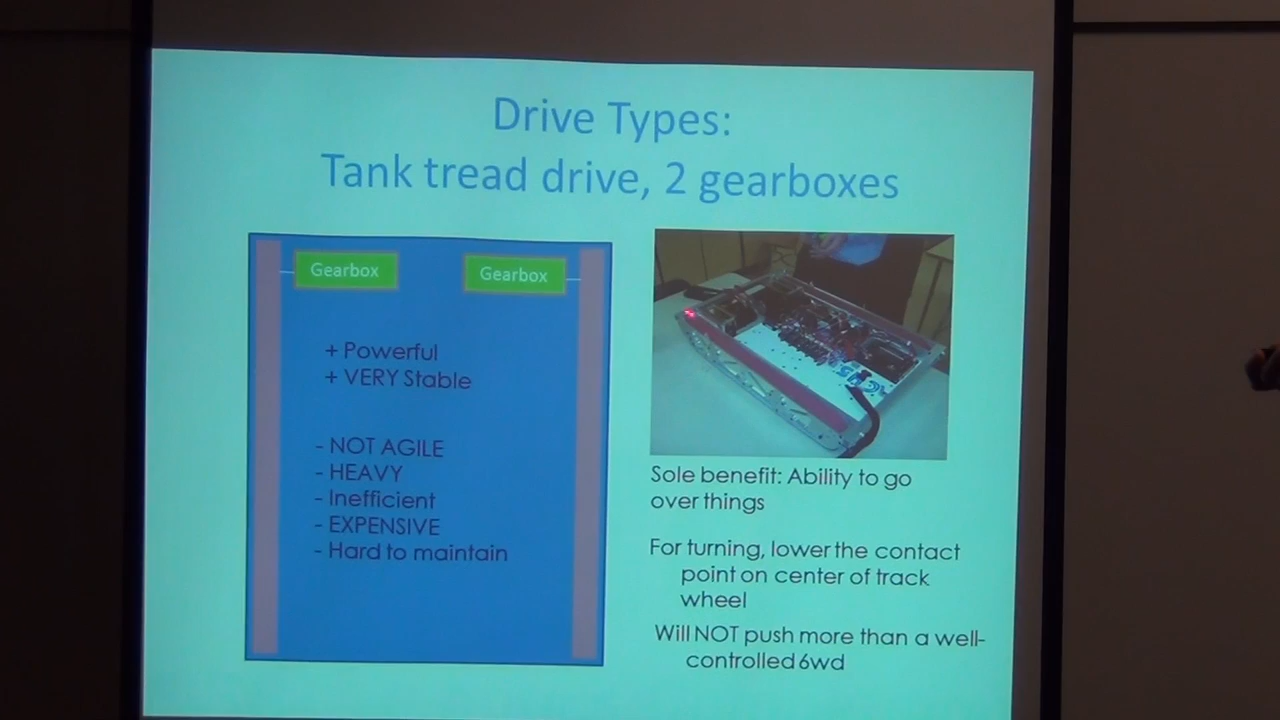 Drive Types:
Tank tread drive, 2 gearboxes
Gearbox
Gearbox
+ Powerful
+ VERY Stable
- NOT AGILE
- HEAVY
- Inefficient
- EXPENSIVE
- Hard to maintain
Sole benefit: Ability to go
over things
For turning, lower the contact
point on center of track
wheel
Will NOT push more than a well-
controlled 6wd